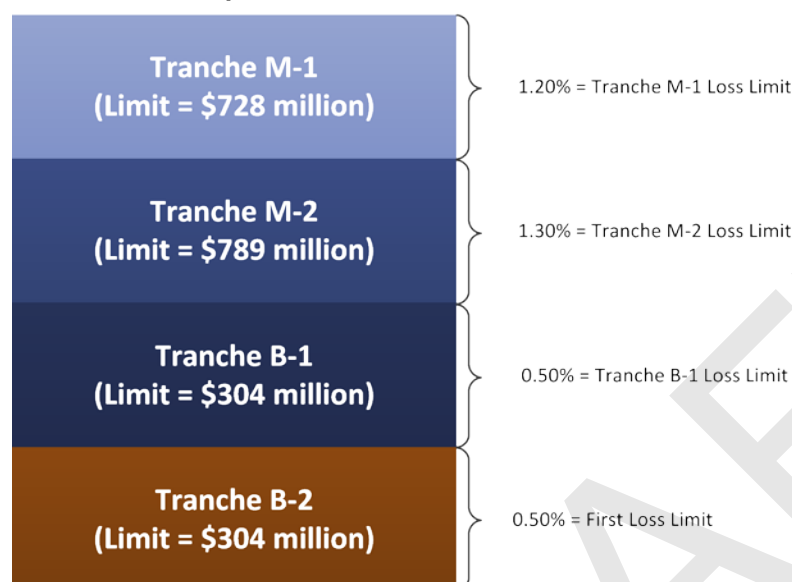 Tranche M-1
(Limit = $728 million)
1.20% = Tranche M-1 Loss Limit
Tranche M-2
(Limit = $789 million)
1.30% = Tranche M-2 Loss Limit
Tranche B-1
(Limit = $304 million)
0.50% = Tranche B-1 Loss Limit
Tranche B-2
(Limit = $304 million)
0.50% = First Loss Limit